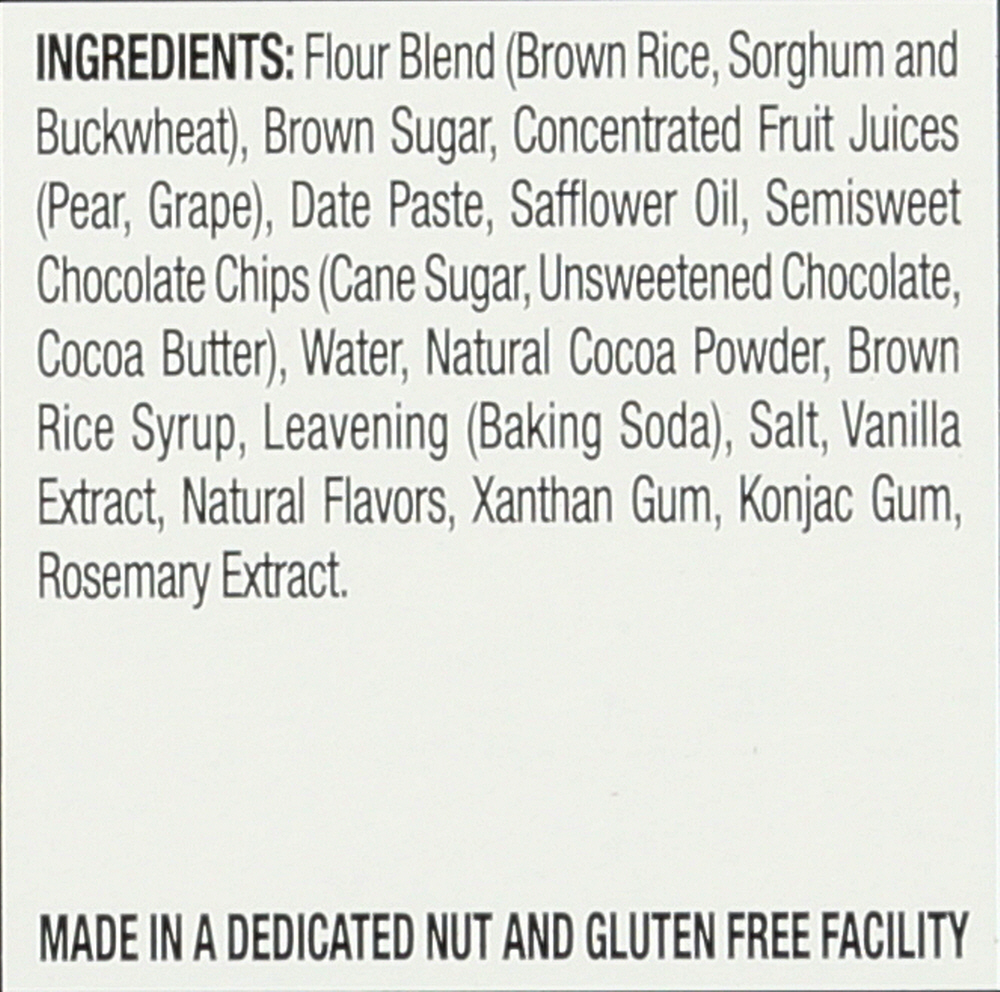 INGREDIENTS: Flour Blend (Brown Rice, Sorghum and
Buckwheat), Brown Sugar, Concentrated Fruit Juices
(Pear, Grape), Date Paste, Safflower Oil, Semisweet
Chocolate Chips (Cane Sugar, Unsweetened Chocolate,
Cocoa Butter), Water, Natural Cocoa Powder, Brown
Rice Syrup, Leavening (Baking Soda), Salt, Vanilla
Extract, Natural Flavors, Xanthan Gum, Konjac Gum,
Rosemary Extract.
MADE IN A DEDICATED NUT AND GLUTEN FREE FACILITY